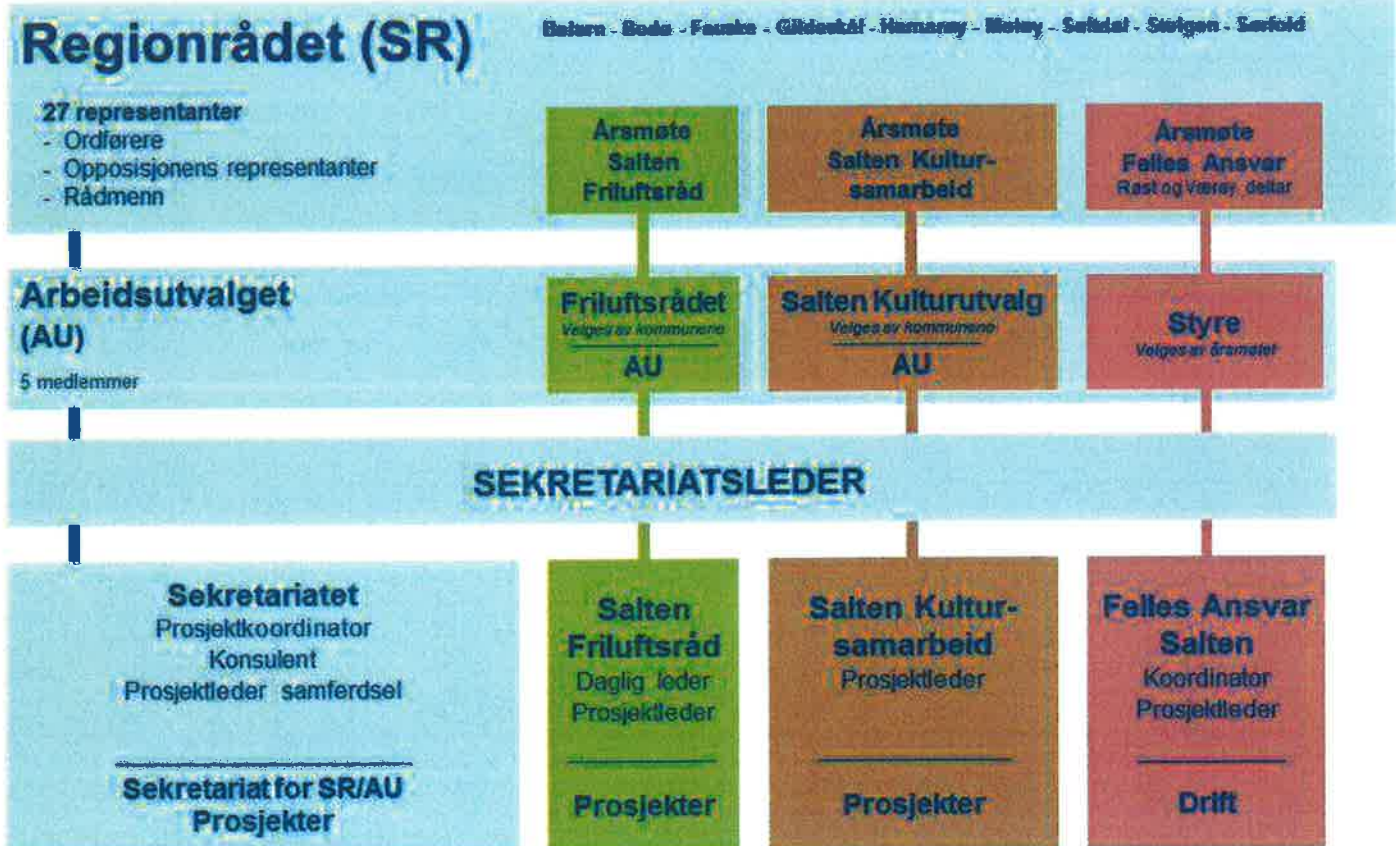 Regionrådet (SR)
Beiarn - Bodø - Fauske - Gildeskål - Hamarøy - Meløy - Saltdal - Steigen - Sørfold
27 representanter
- Ordførere
- Opposisjonens representanter
- Rådmenn
Årsmøte
Salten
Friluftsråd
Årsmøte
Salten Kultur-
samarbeid
Årsmøte
Felles Ansvar
Røst og Værøy deltar
Arbeidsutvalget
(AU)
5 medlemmer
Friluftsrådet
Velges av kommunene
AU
Salten Kulturutvalg
Velges av kommunene
AU
Styre
Velges av årsmøtet
SEKRETARIATSLEDER
Sekretariatet
Prosjektkoordinator
Konsulent
Prosjektleder samferdsel
Sekretariat for SR/AU
Prosjekter
Salten
Friluftsråd
Daglig leder
Prosjektleder
Prosjekter
Salten Kultur-
samarbeid
Prosjektleder
Prosjekter
Felles Ansvar
Salten
Koordinator
Prosjektleder
Drift